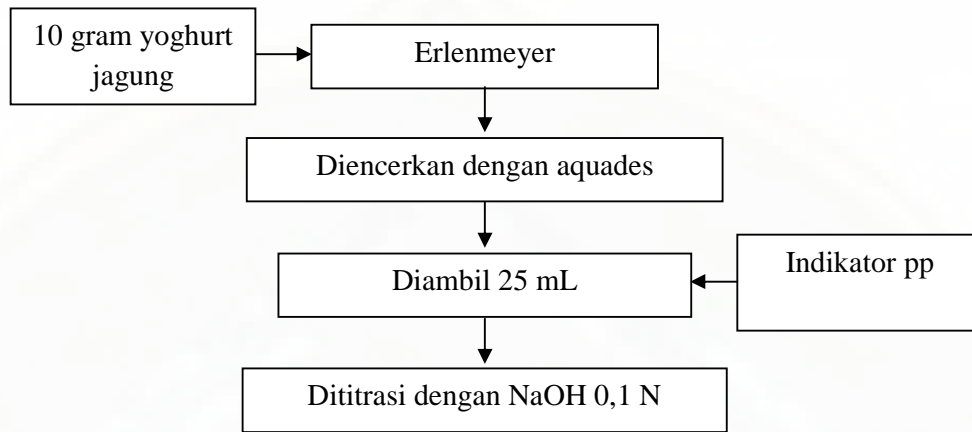 10 gram yoghurt
jagung
Erlenmeyer
Diencerkan dengan aquades
Diambil 25 mL
Indikator pp
Dititrasi dengan NaOH 0,1 N